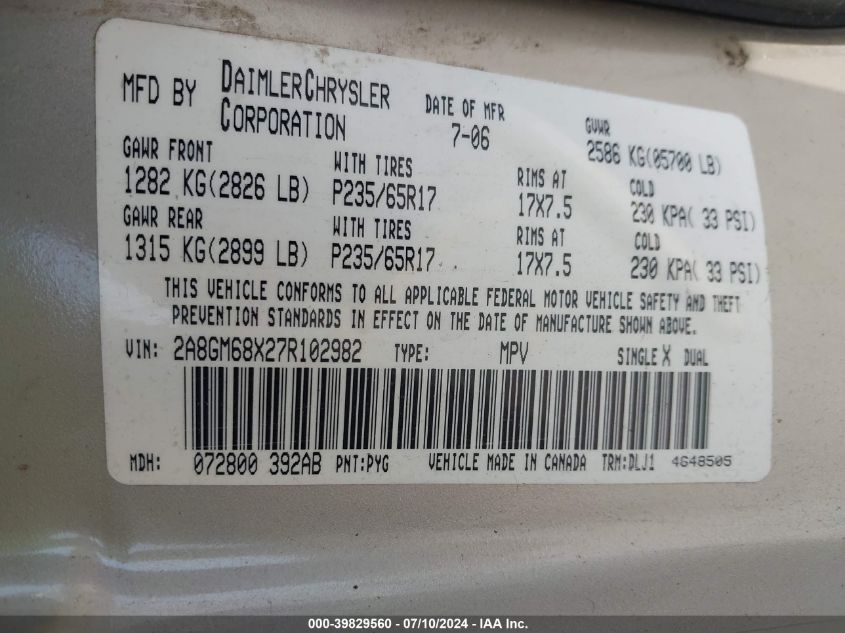 MFD BY DAIMLERCHRYSLER CORPORATION DATE OF MFR 7-06 GVWR 2586 KG(05700 LB)
GAWR FRONT WITH TIRES RIMS AT COLD
1282 KG(2826 LB) P235/65R17 17X7.5 230 KPA( 33 PSI)
GAWR REAR WITH TIRES RIMS AT COLD
1315 KG(2899 LB) P235/65R17 17X7.5 230 KPA( 33 PSI)
THIS VEHICLE CONFORMS TO ALL APPLICABLE FEDERAL MOTOR VEHICLE SAFETY AND THEFT
PREVENTION STANDARDS IN EFFECT ON THE DATE OF MANUFACTURE SHOWN ABOVE.
VIN: 2A8GM68X27R102982 TYPE: MPV SINGLE X DUAL
MDH: 072800 392AB PNT:PYG VEHICLE MADE IN CANADA TRM:DLJ1 4648505
000-39829560 / 07/10/2024 - IAA Inc.